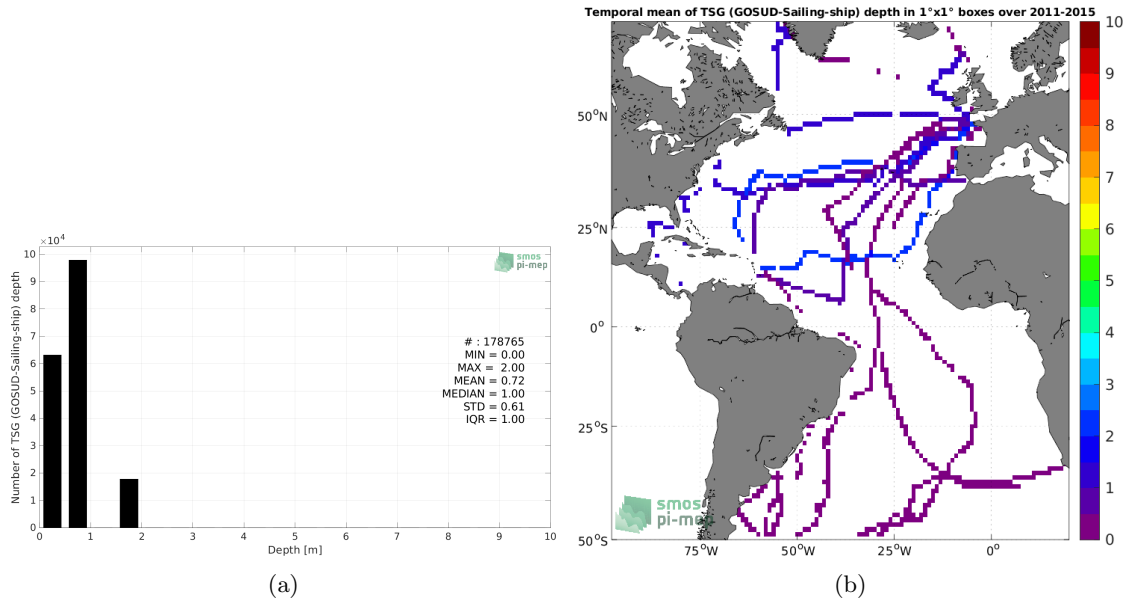 Temporal mean of TSG (GOSUD-Sailing-ship) depth in 1°x1° boxes over 2011-2015
×10⁴
10
9
8
7
6
5
4
3
2
1
0
Number of TSG (GOSUD-Sailing-ship) depth
smos
pi-mep
# : 178765
MIN = 0.00
MAX = 2.00
MEAN = 0.72
MEDIAN = 1.00
STD = 0.61
IQR = 1.00
0 1 2 3 4 5 6 7 8 9 10
Depth [m]
(a)
50°N
25°N
0°
25°S
50°S
smos
pi-mep
75°W 50°W 25°W 0°
10
9
8
7
6
5
4
3
2
1
0
(b)